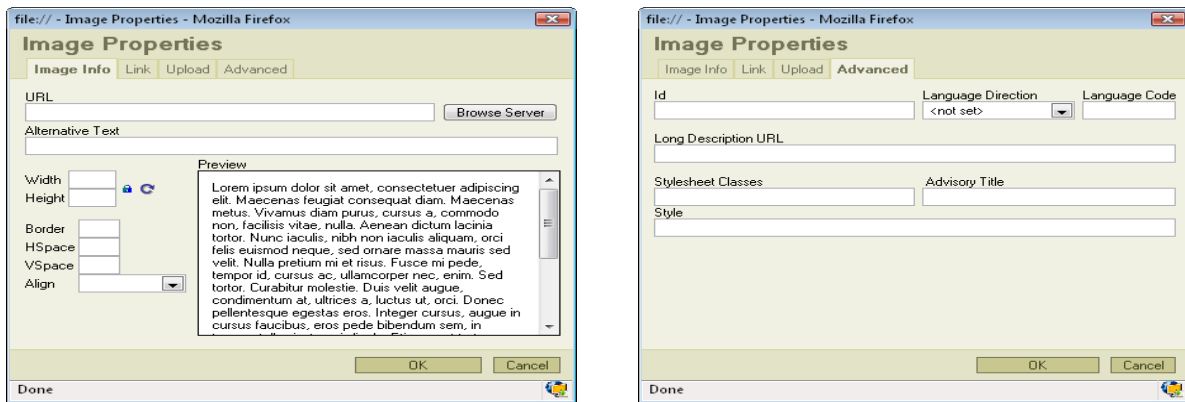 file:// - Image Properties - Mozilla Firefox
Image Properties
Image Info Link Upload Advanced
URL
Browse Server
Alternative Text
Preview
Width
Height
Border
HSpace
VSpace
Align
Lorem ipsum dolor sit amet, consectetuer adipiscing
elit. Maecenas feugiat consequat diam. Maecenas
metus. Vivamus diam purus, cursus a, commodo
non, facilisis vitae, nulla. Aenean dictum lacinia
tortor. Nunc iaculis, nibh non iaculis aliquam, orci
felis euismod neque, sed ornare massa mauris sed
velit. Nulla pretium mi et risus. Fusce mi pede,
tempor id, cursus ac, ullamcorper nec, enim. Sed
tortor. Curabitur molestie. Duis velit augue,
condimentum at, ultrices a, luctus ut, orci. Donec
pellentesque egestas eros. Integer cursus, augue in
cursus faucibus, eros pede bibendum sem, in
OK Cancel
Done
file:// - Image Properties - Mozilla Firefox
Image Properties
Image Info Link Upload Advanced
Id Language Direction Language Code
<not set>
Long Description URL
Stylesheet Classes Advisory Title
Style
OK Cancel
Done